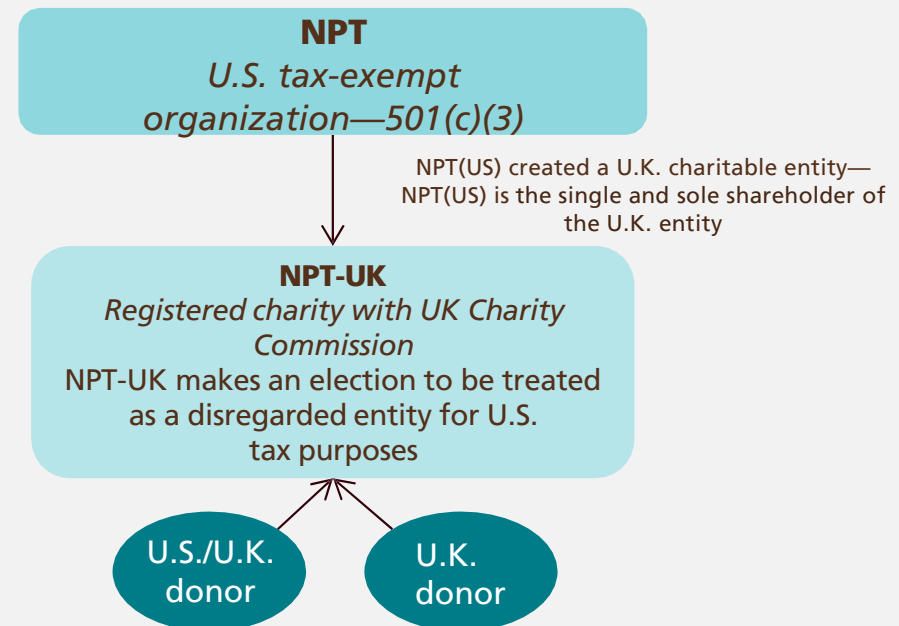 NPT
U.S. tax-exempt
organization—501(c)(3)
NPT(US) created a U.K. charitable entity—
NPT(US) is the single and sole shareholder of
the U.K. entity
NPT-UK
Registered charity with UK Charity
Commission
NPT-UK makes an election to be treated
as a disregarded entity for U.S.
tax purposes
U.S./U.K.
donor
U.K.
donor